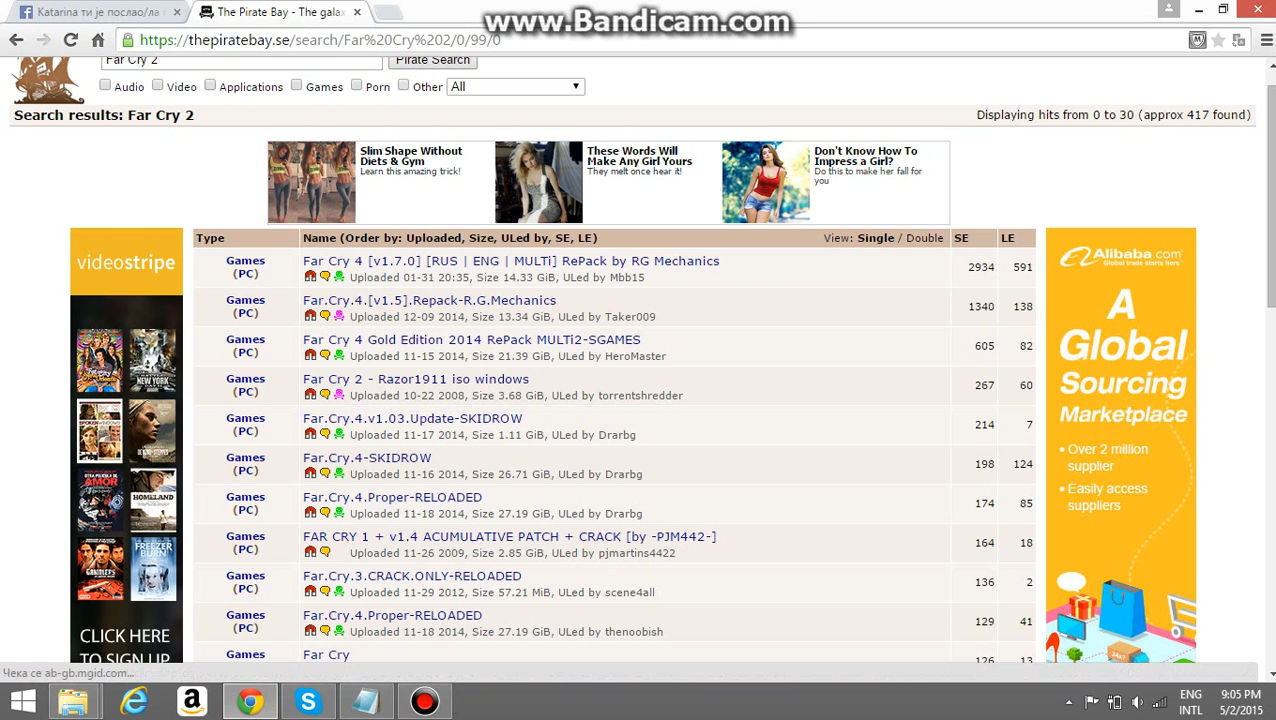 Katarina ти је послао/ла
The Pirate Bay - The galax
www.Bandicam.com
https://thepiratebay.se/search/Far%20Cry%202/0/99/0
Far Cry 2
Pirate Search
Audio Video Applications Games Porn Other All
Search results: Far Cry 2
Displaying hits from 0 to 30 (approx 417 found)
Slim Shape Without
Diets & Gym
Learn this amazing trick!
These Words Will
Make Any Girl Yours
They melt once hear it!
Don't Know How To
Impress a Girl?
Do this to make her fall for
you
videostripe
CLICK HERE
TO SIGN UP
Type Name (Order by: Uploaded, Size, ULed by, SE, LE) View: Single / Double SE LE
Games
(PC)
Far Cry 4 [v1.7.0] [RUS | ENG | MULTi] RePack by RG Mechanics
Uploaded 01-31 20:35, Size 14.33 GiB, ULed by Mbb15
2934 591
Games
(PC)
Far.Cry.4.[v1.5].Repack-R.G.Mechanics
Uploaded 12-09 2014, Size 13.34 GiB, ULed by Taker009
1340 138
Games
(PC)
Far Cry 4 Gold Edition 2014 RePack MULTi2-SGAMES
Uploaded 11-15 2014, Size 21.39 GiB, ULed by HeroMaster
605 82
Games
(PC)
Far Cry 2 - Razor1911 iso windows
Uploaded 10-22 2008, Size 3.68 GiB, ULed by torrentshredder
267 60
Games
(PC)
Far.Cry.4.v1.03.Update-SKIDROW
Uploaded 11-17 2014, Size 1.11 GiB, ULed by Drarbg
214 7
Games
(PC)
Far.Cry.4-SKIDROW
Uploaded 11-16 2014, Size 26.71 GiB, ULed by Drarbg
198 124
Games
(PC)
Far.Cry.4.Proper-RELOADED
Uploaded 11-18 2014, Size 27.19 GiB, ULed by Drarbg
174 85
Games
(PC)
FAR CRY 1 + v1.4 ACUMULATIVE PATCH + CRACK [by -PJM442-]
Uploaded 11-26 2009, Size 2.85 GiB, ULed by pjmartins4422
164 18
Games
(PC)
Far.Cry.3.CRACK.ONLY-RELOADED
Uploaded 11-29 2012, Size 57.21 MiB, ULed by scene4all
136 2
Games
(PC)
Far.Cry.4.Proper-RELOADED
Uploaded 11-18 2014, Size 27.19 GiB, ULed by thenoobish
129 41
Games
Far Cry
126 13
Alibaba.com
Global trade starts here.™
A
Global
Sourcing
Marketplace
• Over 2 million
supplier
• Easily access
suppliers
Чека се ab-gb.mgid.com...
ENG
INTL
9:05 PM
5/2/2015